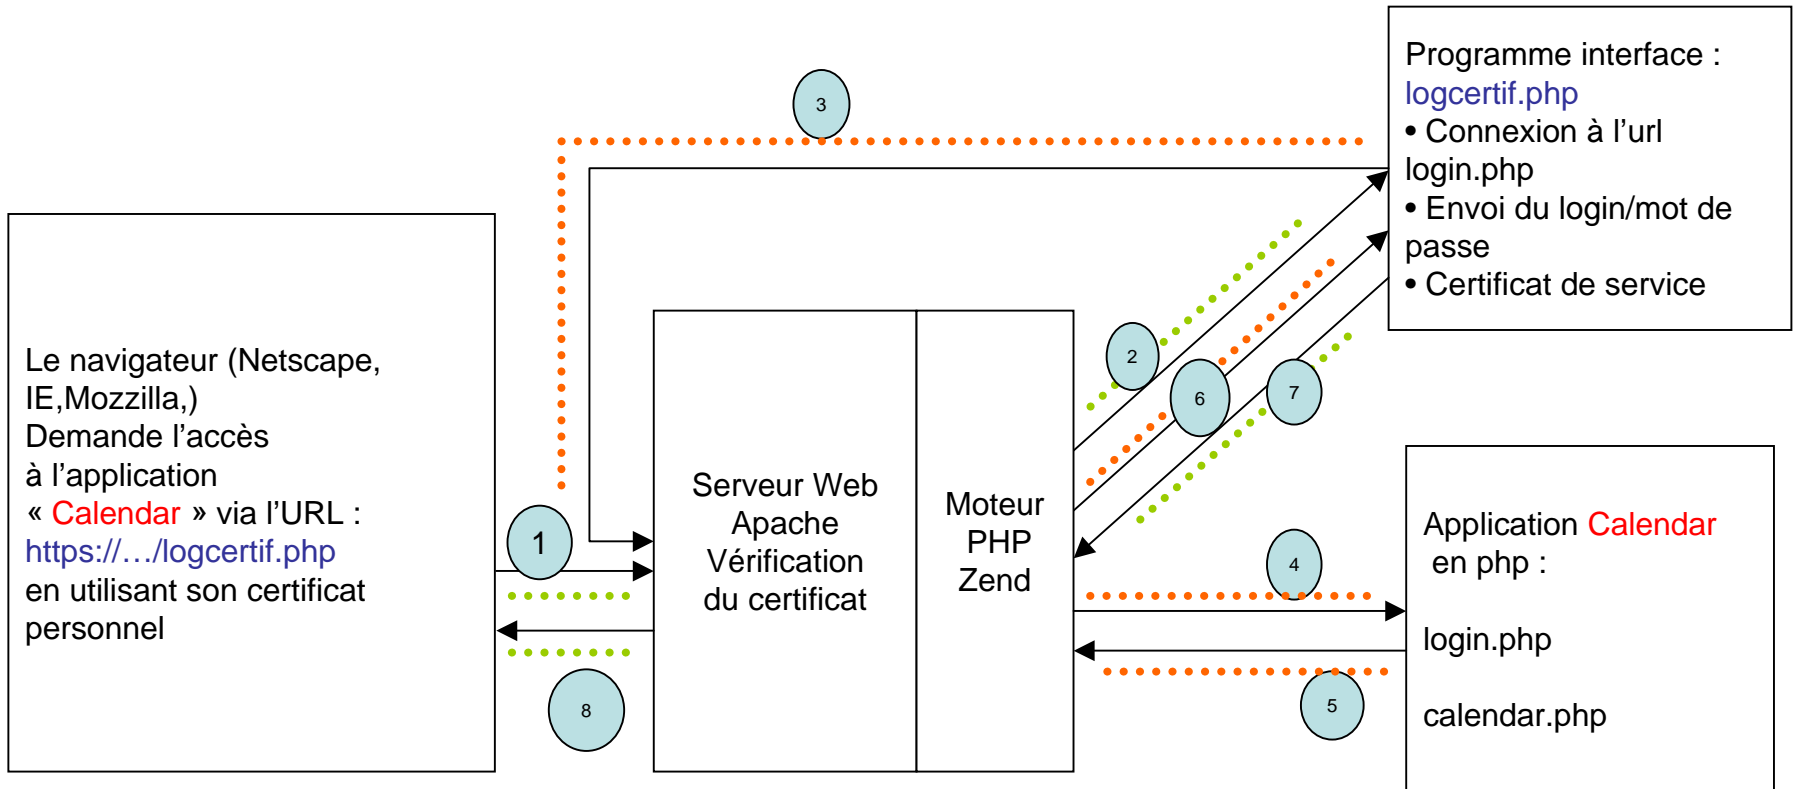 3
Programme interface :
logcertif.php
• Connexion à l’url
login.php
• Envoi du login/mot de
passe
• Certificat de service
Le navigateur (Netscape,
IE,Mozzilla,)
Demande l’accès
à l’application
« Calendar » via l’URL :
https://…/logcertif.php
en utilisant son certificat
personnel
1
8
Serveur Web
Apache
Vérification
du certificat
Moteur
PHP
Zend
2
6
7
4
5
Application Calendar
en php :
login.php
calendar.php